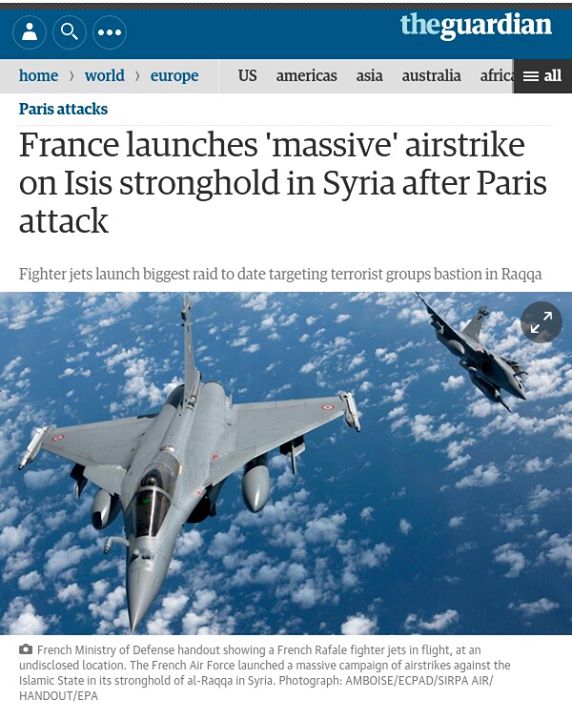 theguardian
home › world › europe US americas asia australia afric all
Paris attacks
France launches 'massive' airstrike
on Isis stronghold in Syria after Paris
attack
Fighter jets launch biggest raid to date targeting terrorist groups bastion in Raqqa
French Ministry of Defense handout showing a French Rafale fighter jets in flight, at an
undisclosed location. The French Air Force launched a massive campaign of airstrikes against the
Islamic State in its stronghold of al-Raqqa in Syria. Photograph: AMBOISE/ECPAD/SIRPA AIR/
HANDOUT/EPA